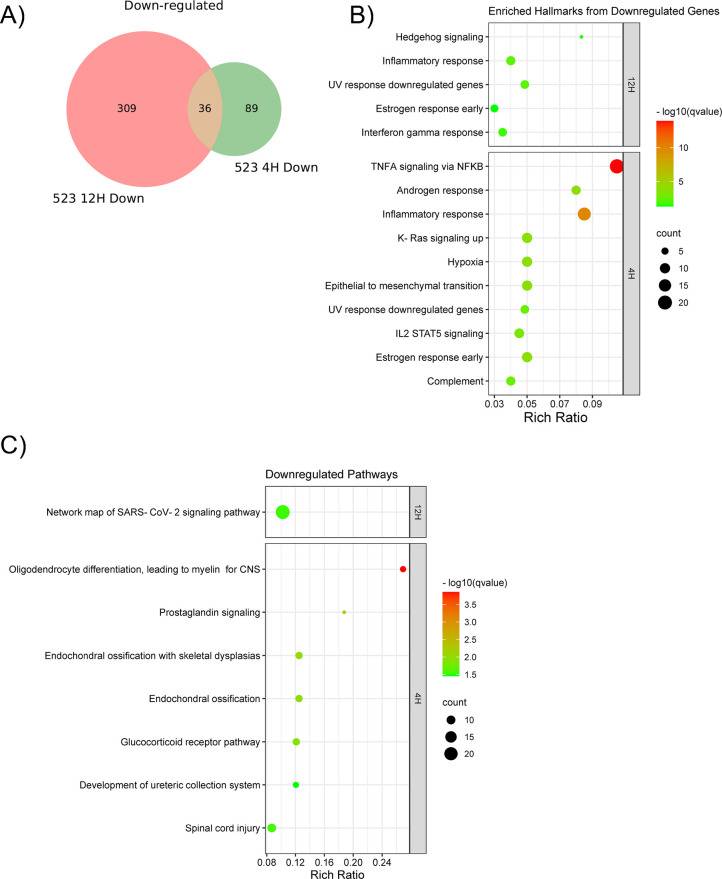 A)
Down-regulated
309
36
89
523 4H Down
523 12H Down
B)
Enriched Hallmarks from Downregulated Genes
Hedgehog signaling
Inflammatory response
UV response downregulated genes
Estrogen response early
Interferon gamma response
12H
TNFA signaling via NFKB
Androgen response
Inflammatory response
K- Ras signaling up
Hypoxia
Epithelial to mesenchymal transition
UV response downregulated genes
IL2 STAT5 signaling
Estrogen response early
Complement
4H
0.03 0.05 0.07 0.09
Rich Ratio
- log10(qvalue)
10
5
count
5
10
15
20
C)
Downregulated Pathways
Network map of SARS- CoV- 2 signaling pathway
12H
Oligodendrocyte differentiation, leading to myelin for CNS
Prostaglandin signaling
Endochondral ossification with skeletal dysplasias
Endochondral ossification
Glucocorticoid receptor pathway
Development of ureteric collection system
Spinal cord injury
4H
0.08 0.12 0.16 0.20 0.24
Rich Ratio
- log10(qvalue)
3.5
3.0
2.5
2.0
1.5
count
10
15
20